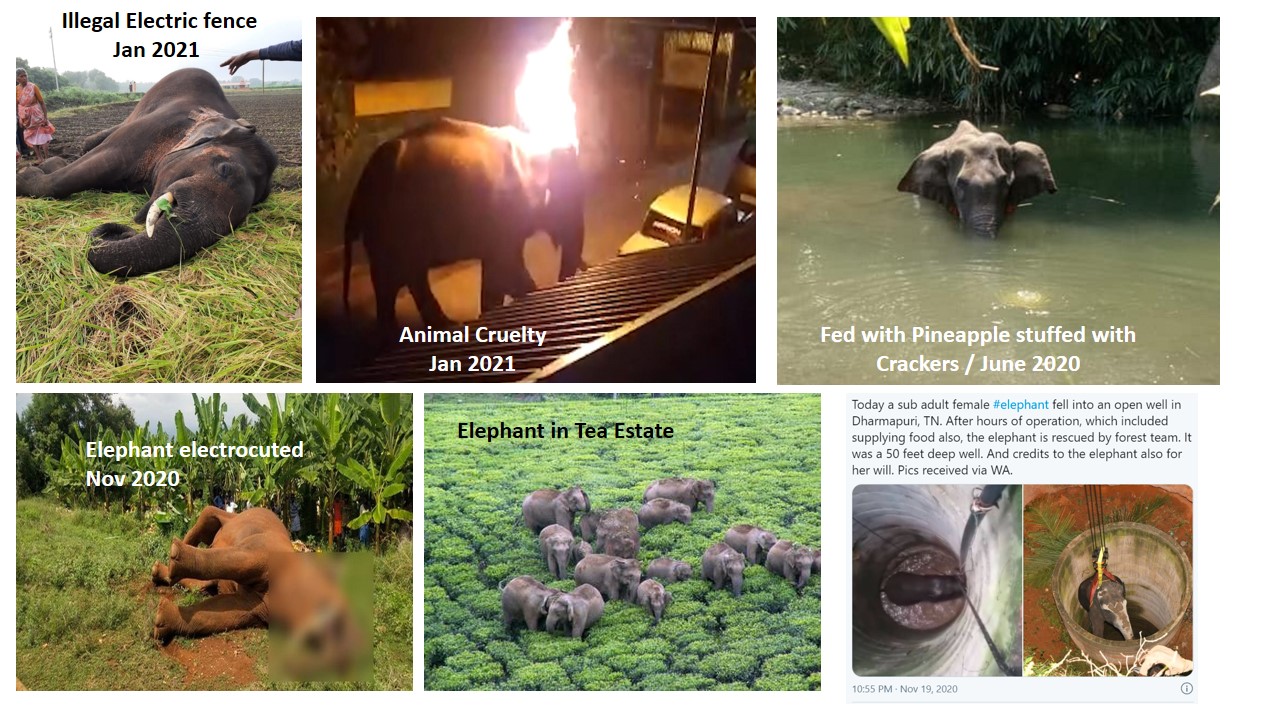 Illegal Electric fence
Jan 2021
Animal Cruelty
Jan 2021
Fed with Pineapple stuffed with
Crackers / June 2020
Elephant electrocuted
Nov 2020
Elephant in Tea Estate
Today a sub adult female #elephant fell into an open well in
Dharmapuri, TN. After hours of operation, which included
supplying food also, the elephant is rescued by forest team. It
was a 50 feet deep well. And credits to the elephant also for
her will. Pics received via WA.
10:55 PM · Nov 19, 2020